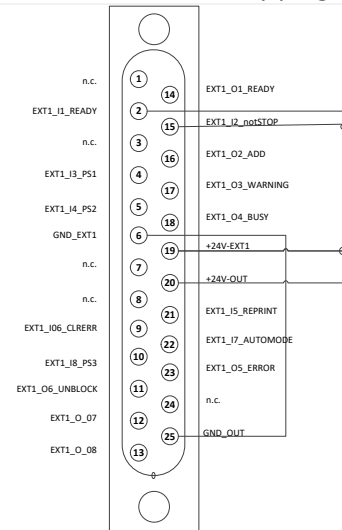 n.c.
1
14
EXT1_O1_READY
EXT1_I1_READY
2
15
EXT1_I2_notSTOP
n.c.
3
16
EXT1_O2_ADD
EXT1_I3_PS1
4
17
EXT1_O3_WARNING
EXT1_I4_PS2
5
18
EXT1_O4_BUSY
GND_EXT1
6
19
+24V-EXT1
n.c.
7
20
+24V-OUT
n.c.
8
21
EXT1_I5_REPRINT
EXT1_I06_CLRERR
9
22
EXT1_I7_AUTOMODE
EXT1_I8_PS3
10
23
EXT1_O5_ERROR
EXT1_O6_UNBLOCK
11
24
n.c.
EXT1_O_07
12
25
GND_OUT
EXT1_O_08
13